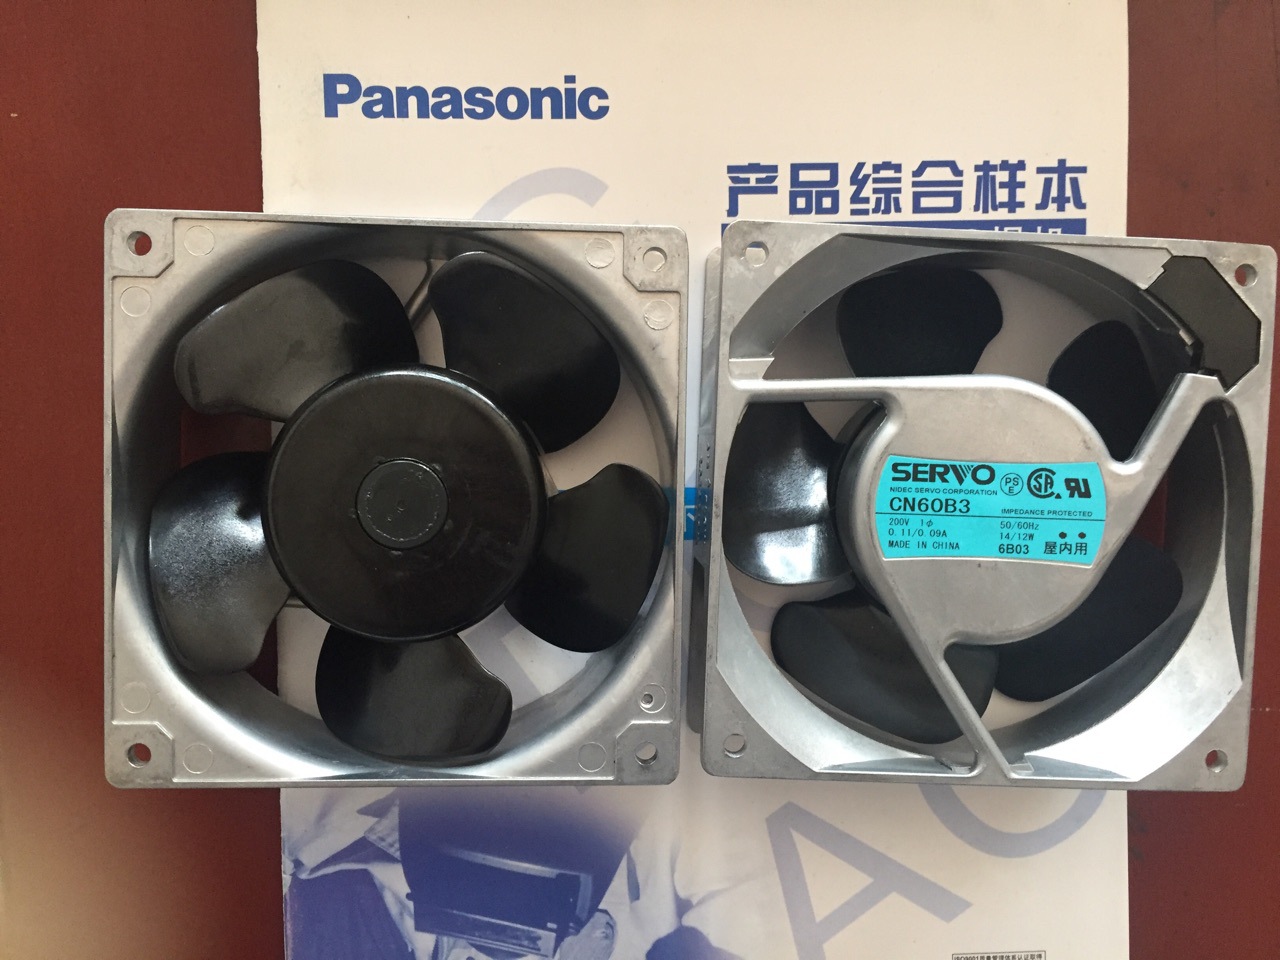 Panasonic
产品综合样本
SERVO
PS
E
NIDEC SERVO CORPORATION
CN60B3
IMPEDANCE PROTECTED
200V 1ϕ
50/60Hz
0.11/0.09A
14/12W
MADE IN CHINA
6B03
屋内用